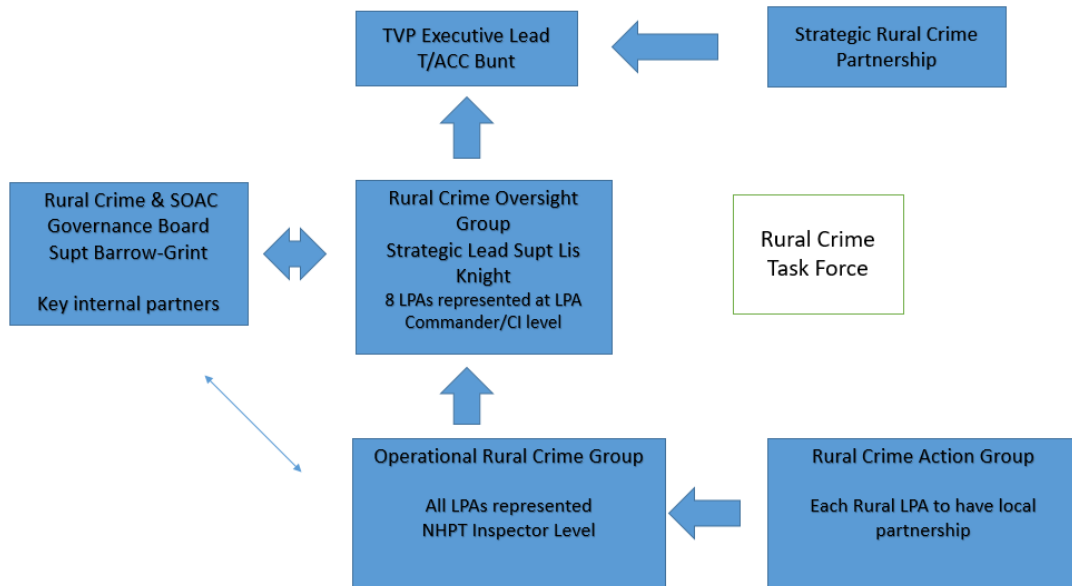 TVP Executive Lead
T/ACC Bunt
Strategic Rural Crime
Partnership
Rural Crime & SOAC
Governance Board
Supt Barrow-Grint
Key internal partners
Rural Crime Oversight
Group
Strategic Lead Supt Lis
Knight
8 LPAs represented at LPA
Commander/CI level
Rural Crime
Task Force
Operational Rural Crime Group
All LPAs represented
NHPT Inspector Level
Rural Crime Action Group
Each Rural LPA to have local
partnership